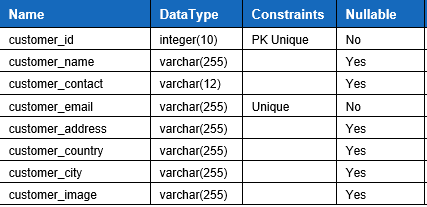 Name DataType Constraints Nullable
customer_id integer(10) PK Unique No
customer_name varchar(255) Yes
customer_contact varchar(12) Yes
customer_email varchar(255) Unique No
customer_address varchar(255) Yes
customer_country varchar(255) Yes
customer_city varchar(255) Yes
customer_image varchar(255) Yes